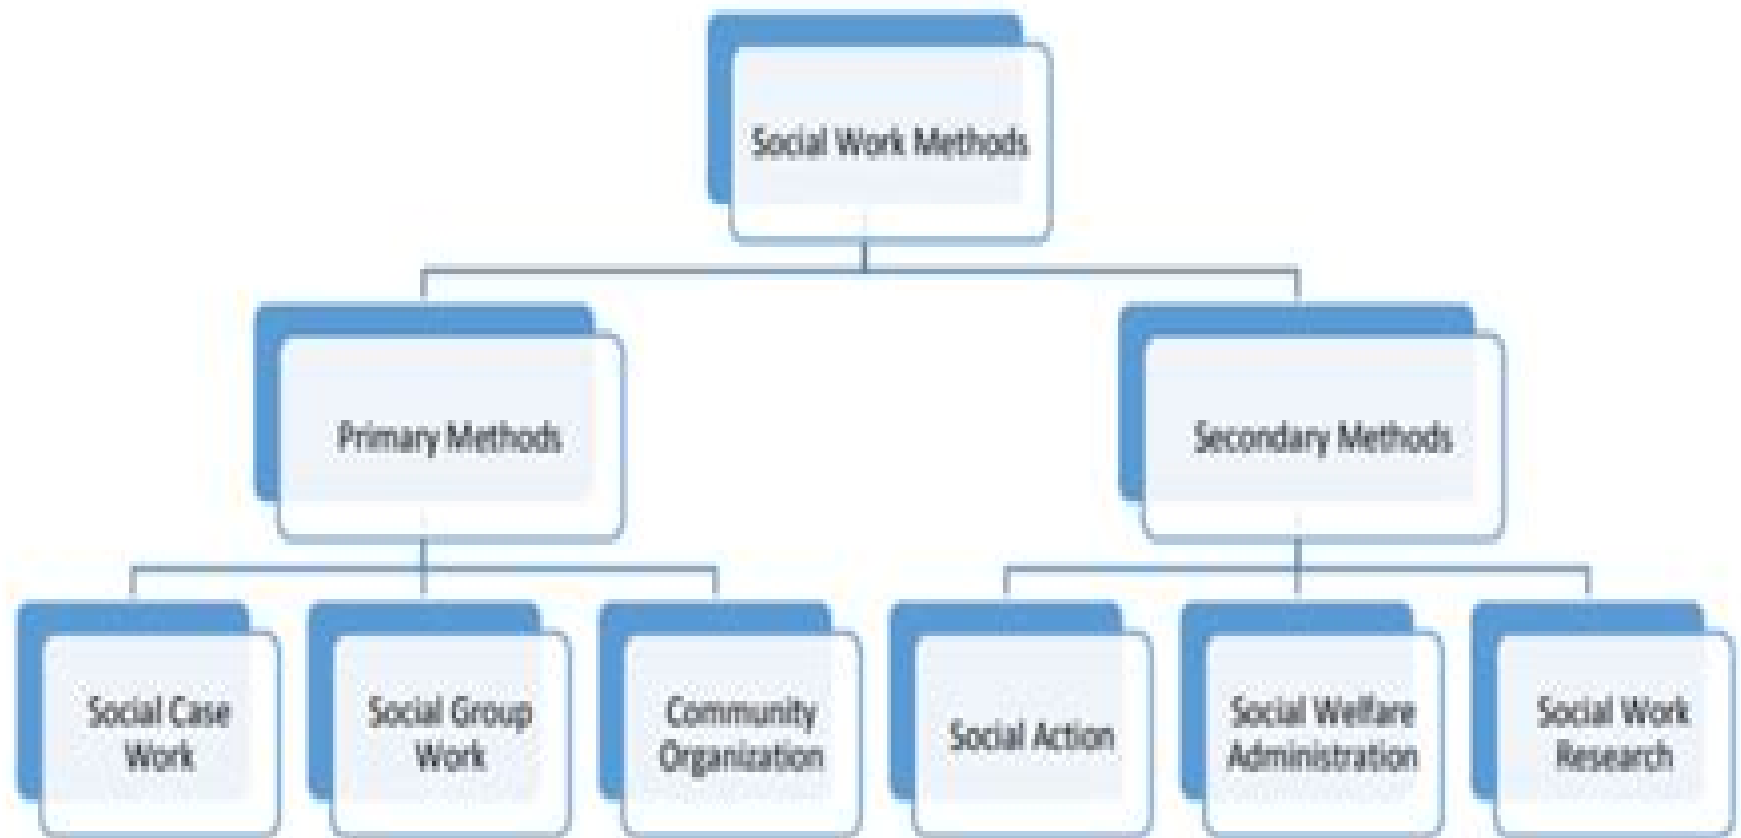 Social Work Methods
Primary Methods
Secondary Methods
Social Case
Work
Social Group
Work
Community
Organization
Social Action
Social Welfare
Administration
Social Work
Research